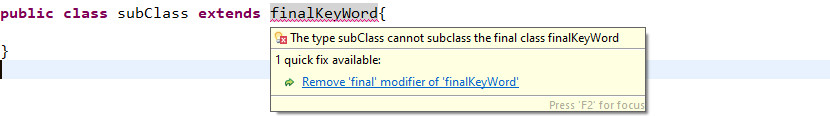 public class subClass extends finalKeyWord{
The type subClass cannot subclass the final class finalKeyWord
1 quick fix available:
Remove 'final' modifier of 'finalKeyWord'
Press 'F2' for focus
}